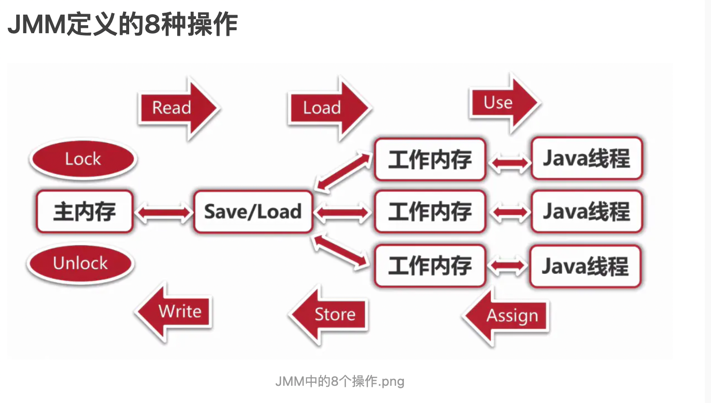 JMM定义的8种操作
Read
Load
Use
Lock
工作内存
Java线程
主内存
Save/Load
工作内存
Java线程
Unlock
工作内存
Java线程
Write
Store
Assign
JMM中的8个操作.png